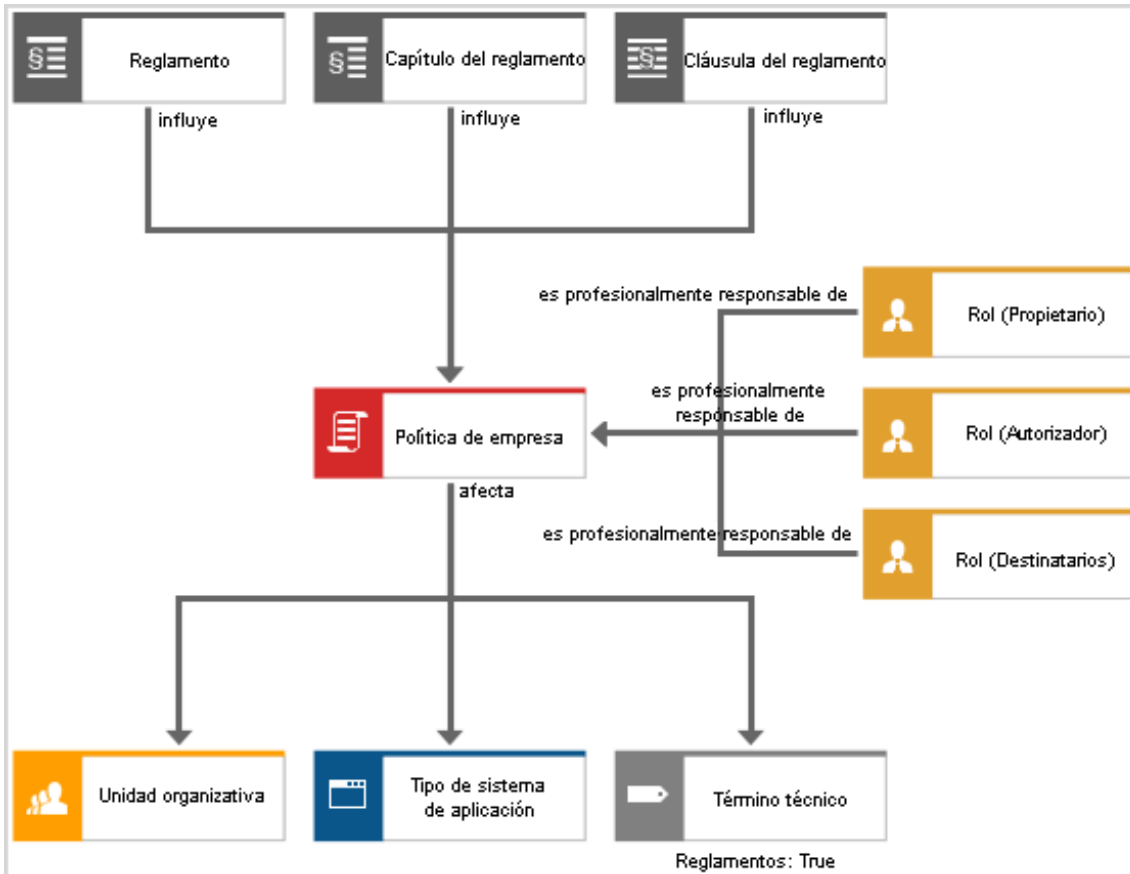 Reglamento
Capítulo del reglamento
Cláusula del reglamento
influye
influye
influye
es profesionalmente responsable de
Rol (Propietario)
es profesionalmente
responsable de
Rol (Autorizador)
Política de empresa
afecta
es profesionalmente responsable de
Rol (Destinatarios)
Unidad organizativa
Tipo de sistema
de aplicación
Término técnico
Reglamentos: True